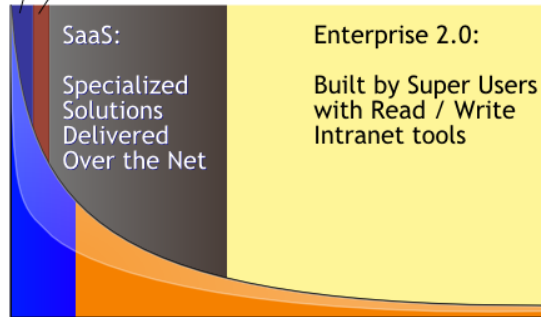 SaaS:
Specialized
Solutions
Delivered
Over the Net
Enterprise 2.0:
Built by Super Users
with Read / Write
Intranet tools